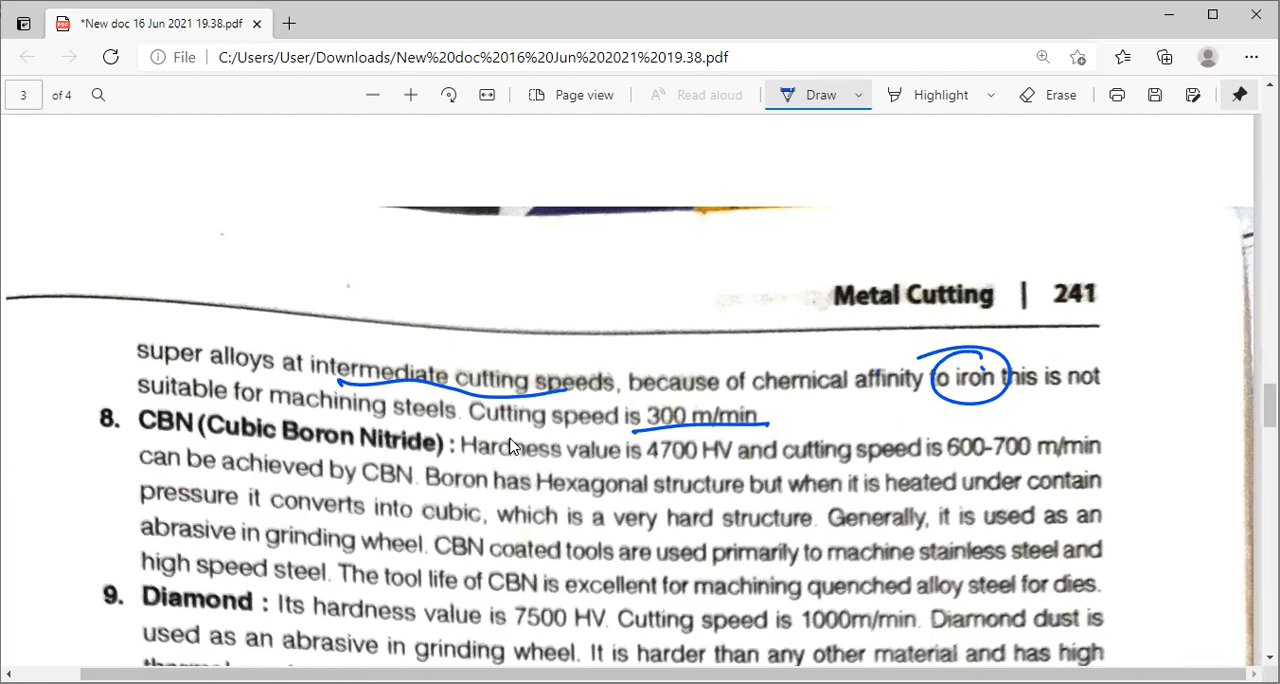 *New doc 16 Jun 2021 19.38.pdf
File C:/Users/User/Downloads/New%20doc%2016%20Jun%202021%2019.38.pdf
3 of 4 Page view Read aloud Draw Highlight Erase
Metal Cutting | 241
super alloys at intermediate cutting speeds, because of chemical affinity to iron this is not
suitable for machining steels. Cutting speed is 300 m/min
8. CBN (Cubic Boron Nitride) : Hardness value is 4700 HV and cutting speed is 600-700 m/min
can be achieved by CBN. Boron has Hexagonal structure but when it is heated under contain
pressure it converts into cubic, which is a very hard structure. Generally, it is used as an
abrasive in grinding wheel. CBN coated tools are used primarily to machine stainless steel and
high speed steel. The tool life of CBN is excellent for machining quenched alloy steel for dies.
9. Diamond : Its hardness value is 7500 HV. Cutting speed is 1000m/min. Diamond dust is
used as an abrasive in grinding wheel. It is harder than any other material and has high